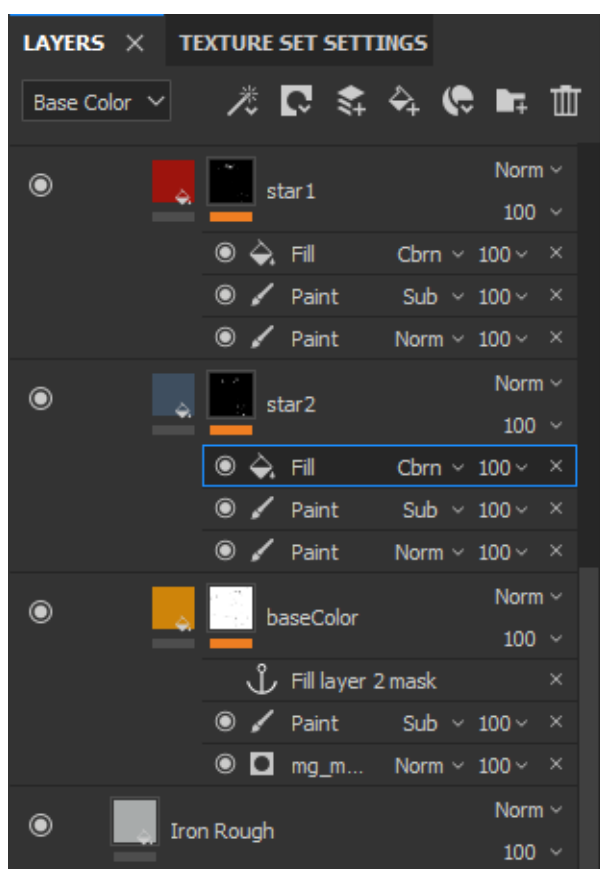 LAYERS × TEXTURE SET SETTINGS
Base Color
star1 Norm
100
Fill Cbrn 100 ×
Paint Sub 100 ×
Paint Norm 100 ×
star2 Norm
100
Fill Cbrn 100 ×
Paint Sub 100 ×
Paint Norm 100 ×
baseColor Norm
100
Fill layer 2 mask ×
Paint Sub 100 ×
mg_m... Norm 100 ×
Iron Rough Norm
100